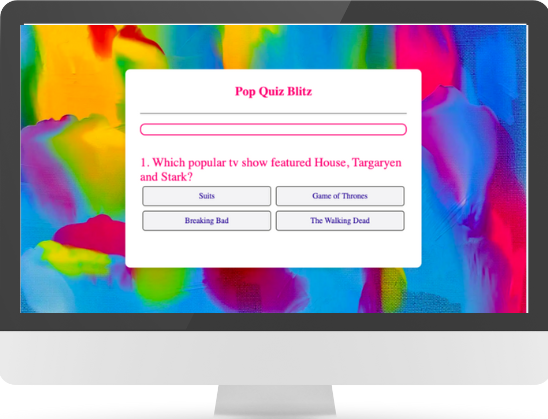 Pop Quiz Blitz
1. Which popular tv show featured House, Targaryen
and Stark?
Suits
Game of Thrones
Breaking Bad
The Walking Dead